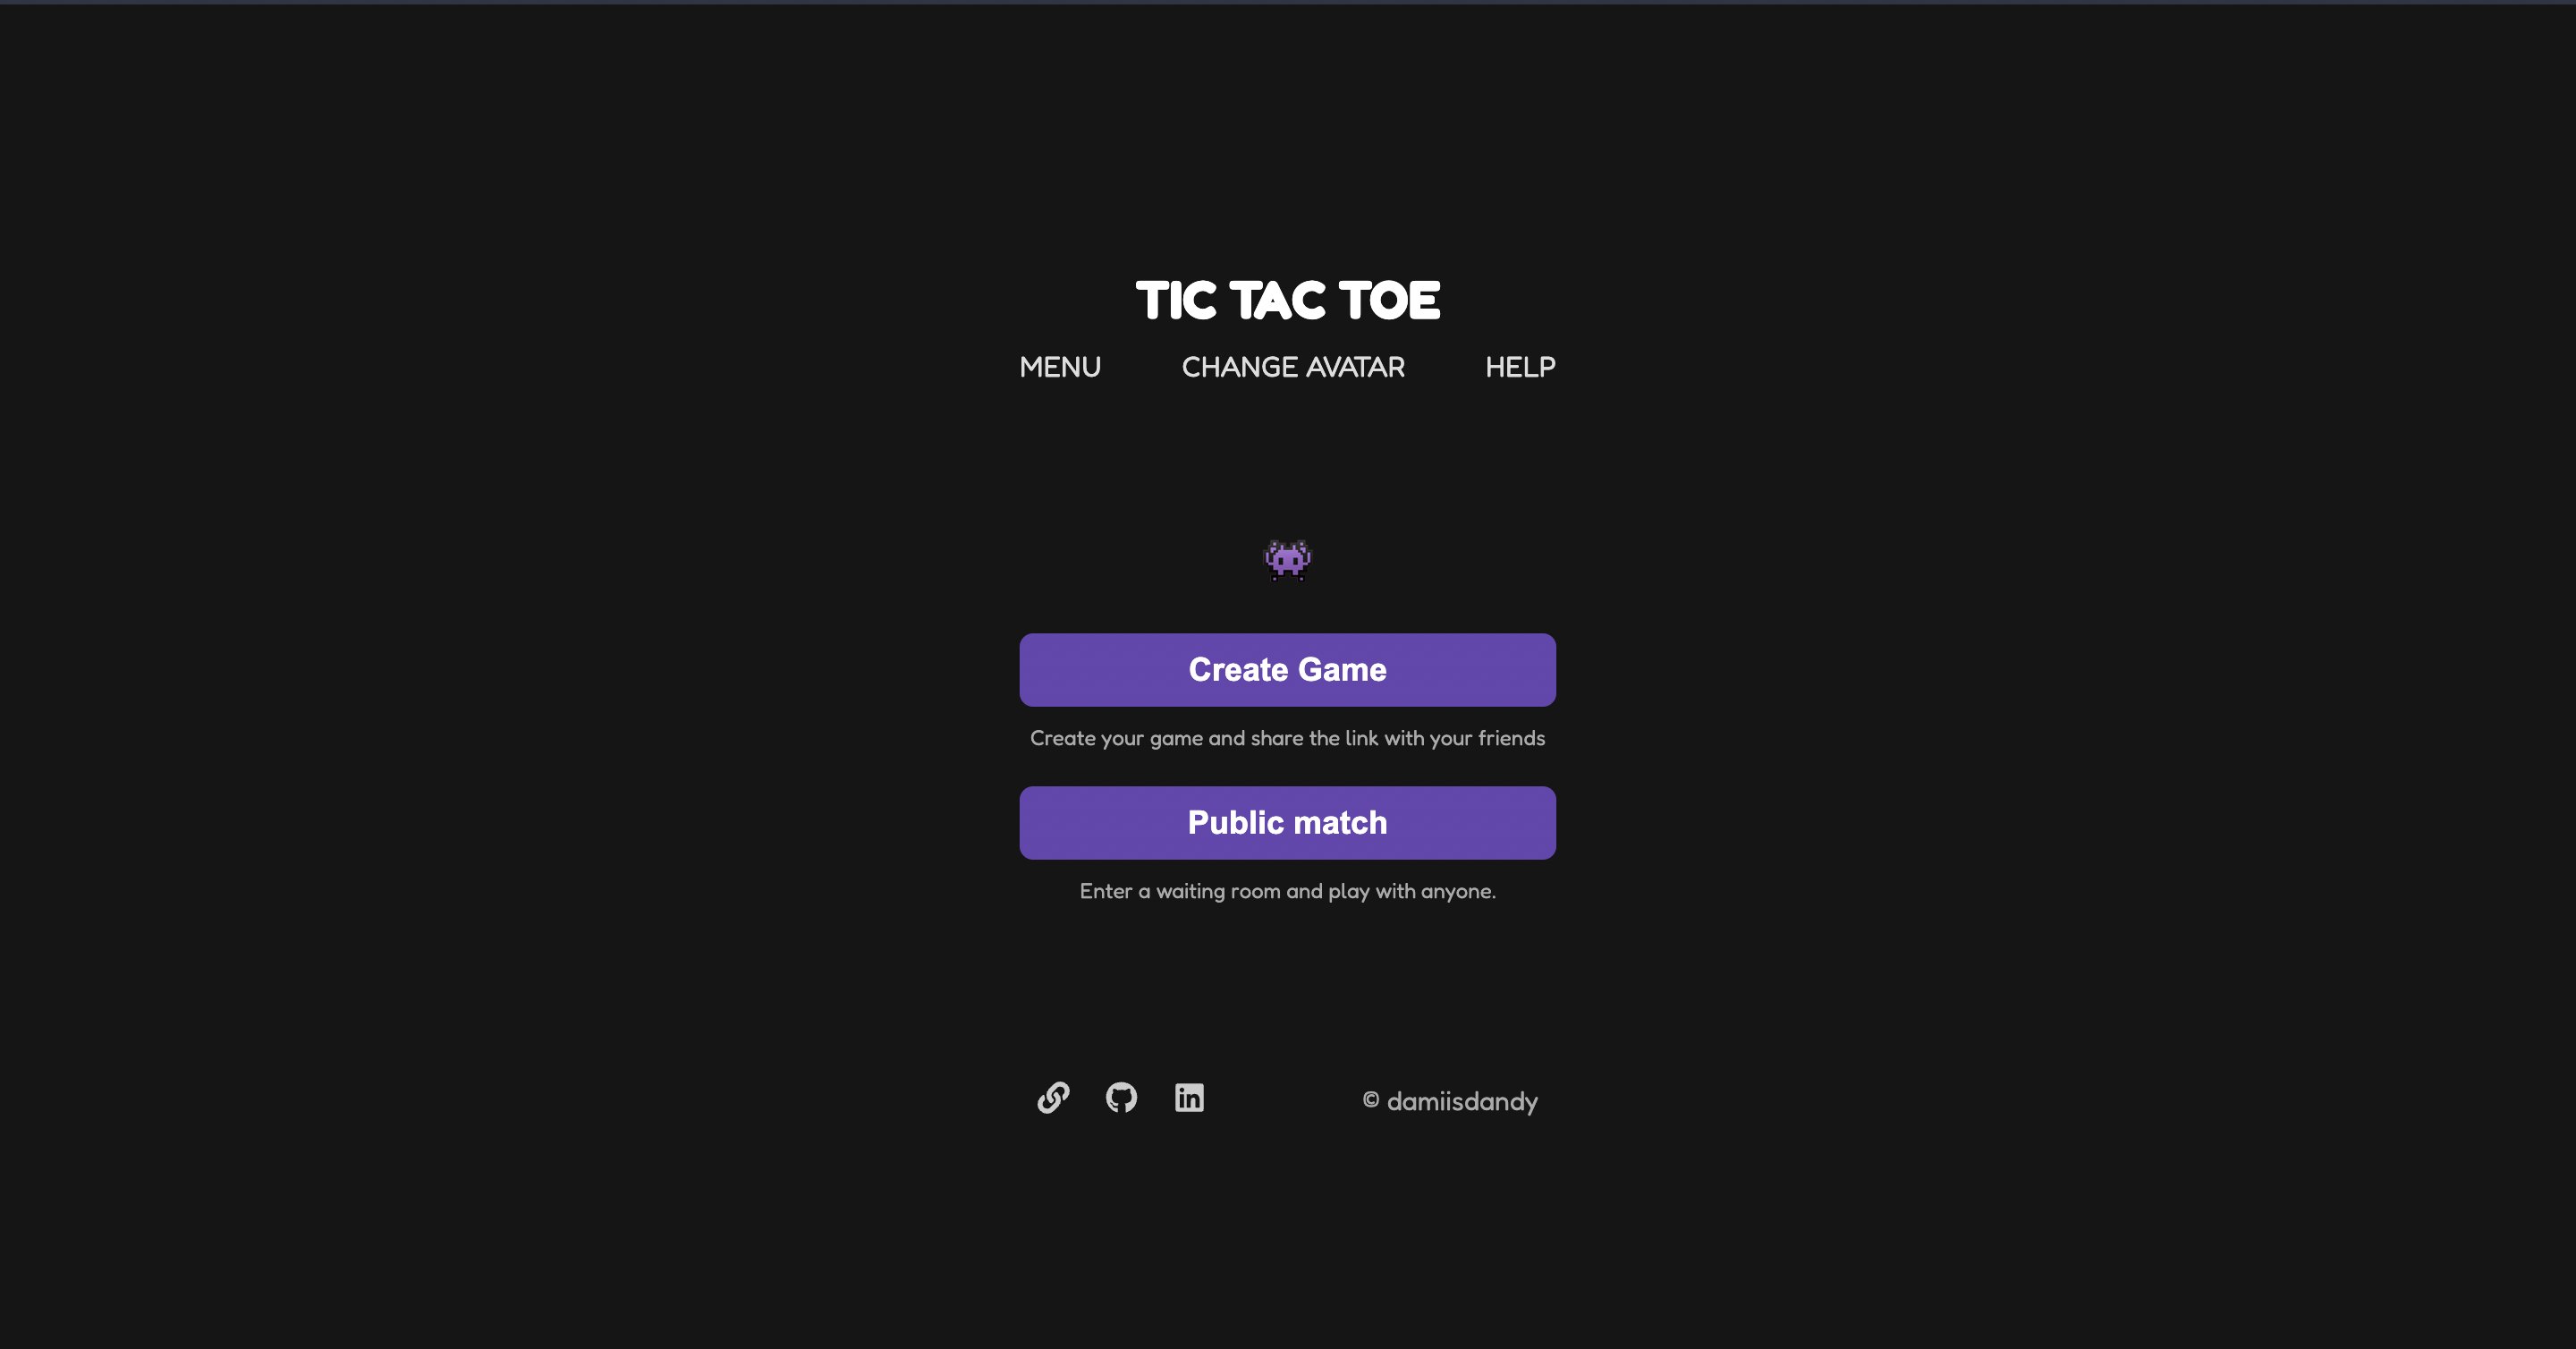 TIC TAC TOE
MENU CHANGE AVATAR HELP
Create Game
Create your game and share the link with your friends
Public match
Enter a waiting room and play with anyone.
in © damiisdandy